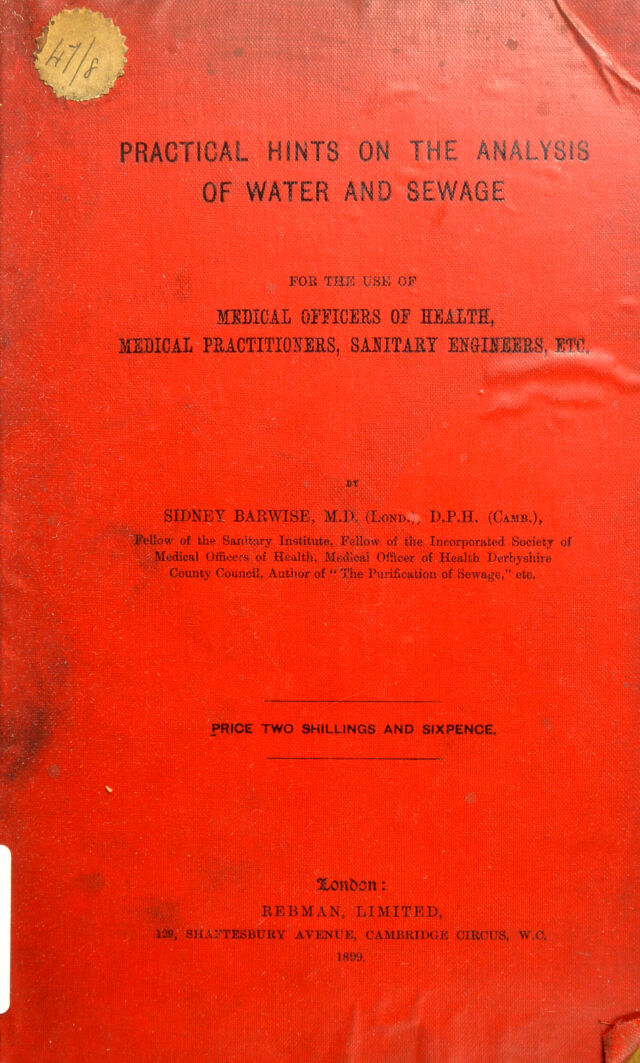 47/8
PRACTICAL HINTS ON THE ANALYSIS
OF WATER AND SEWAGE
FOR THE USE OF
MEDICAL OFFICERS OF HEALTH,
MEDICAL PRACTITIONERS, SANITARY ENGINEERS, ETC.
BY
SIDNEY BARWISE, M.D. (LOND.), D.P.H. (CAMB.),
Fellow of the Sanitary Institute, Fellow of the Incorporated Society of
Medical Officers of Health, Medical Officer of Health Derbyshire
County Council, Author of "The Purification of Sewage," etc.
PRICE TWO SHILLINGS AND SIXPENCE.
London:
REBMAN, LIMITED,
129, SHAFTESBURY AVENUE, CAMBRIDGE CIRCUS, W.C.
1899.